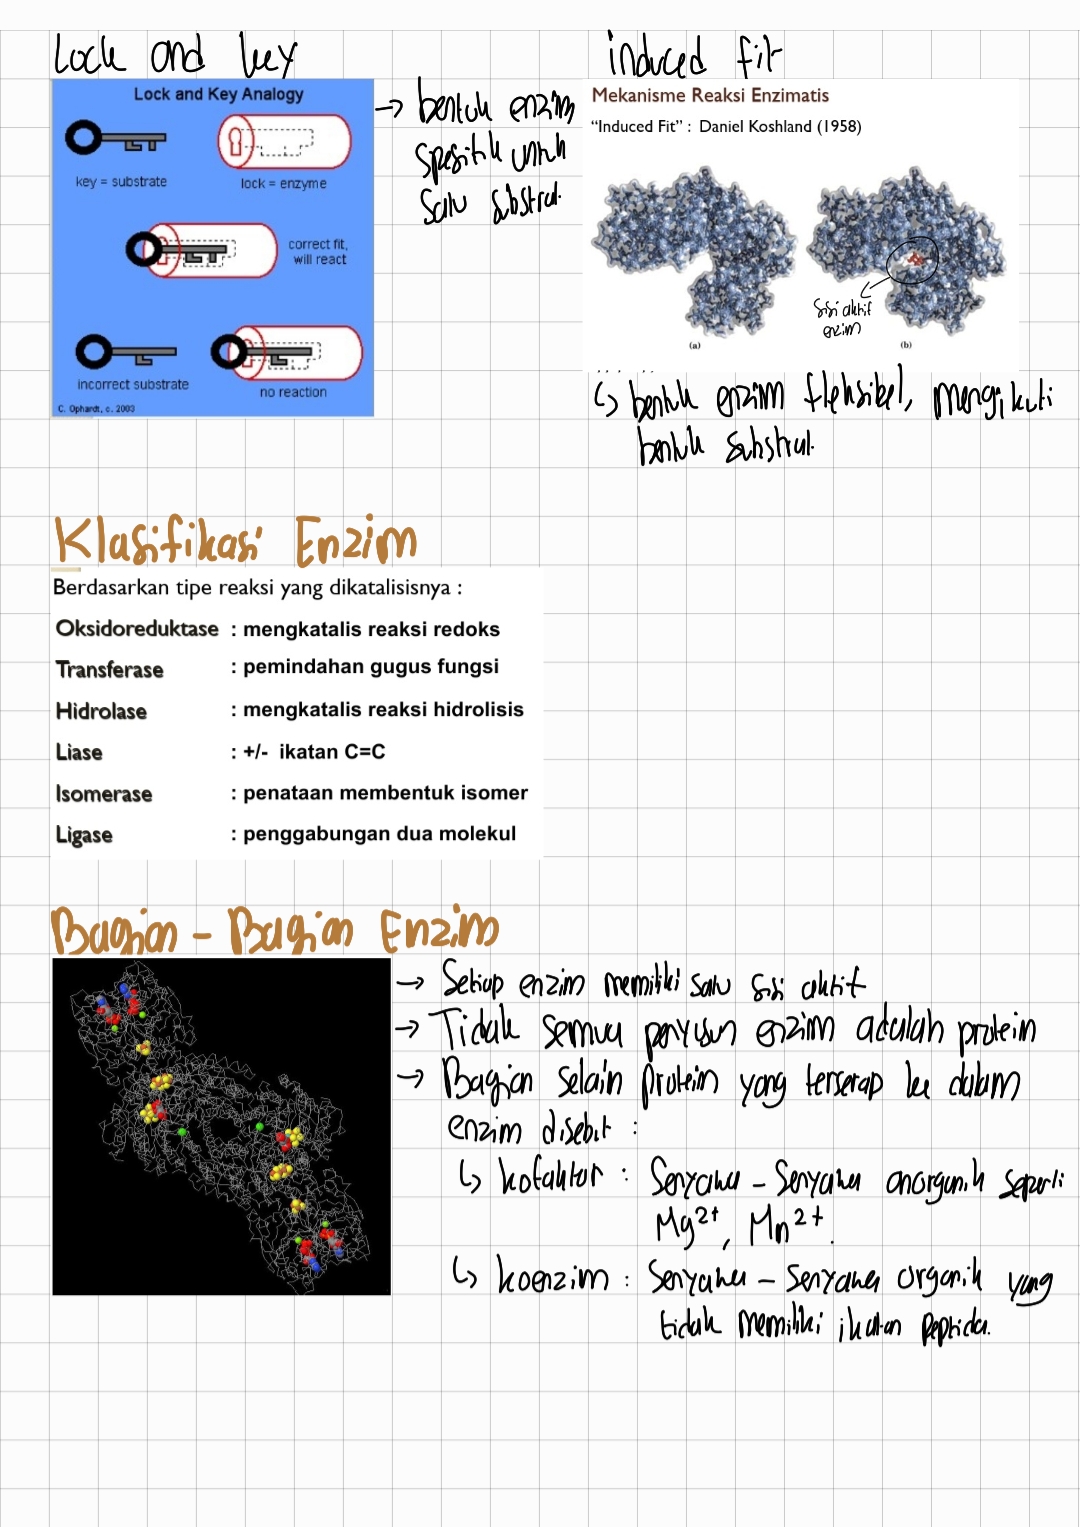 Lock and key
Lock and Key Analogy
key = substrate
lock = enzyme
correct fit,
will react
incorrect substrate
no reaction
C. Ophardt, c. 2003
→ bentuk enzim
spesifik untuk
satu substrat.
induced fit
Mekanisme Reaksi Enzimatis
“Induced Fit” : Daniel Koshland (1958)
sisi aktif
enzim
(a)
(b)
↳ bentuk enzim fleksibel, mengikuti
bentuk substrat.
Klasifikasi Enzim
Berdasarkan tipe reaksi yang dikatalisisnya :
Oksidoreduktase : mengkatalis reaksi redoks
Transferase : pemindahan gugus fungsi
Hidrolase : mengkatalis reaksi hidrolisis
Liase : +/- ikatan C=C
Isomerase : penataan membentuk isomer
Ligase : penggabungan dua molekul
Bagian - Bagian Enzim
→ Setiap enzim memiliki satu sisi aktif
→ Tidak semua penyusun enzim adalah protein
→ Bagian selain protein yang terserap ke dalam
enzim disebut :
↳ kofaktor : Senyawa - Senyawa anorganik seperti
Mg²⁺, Mn²⁺.
↳ koenzim : Senyawa - Senyawa organik yang
tidak memiliki ikatan peptida.